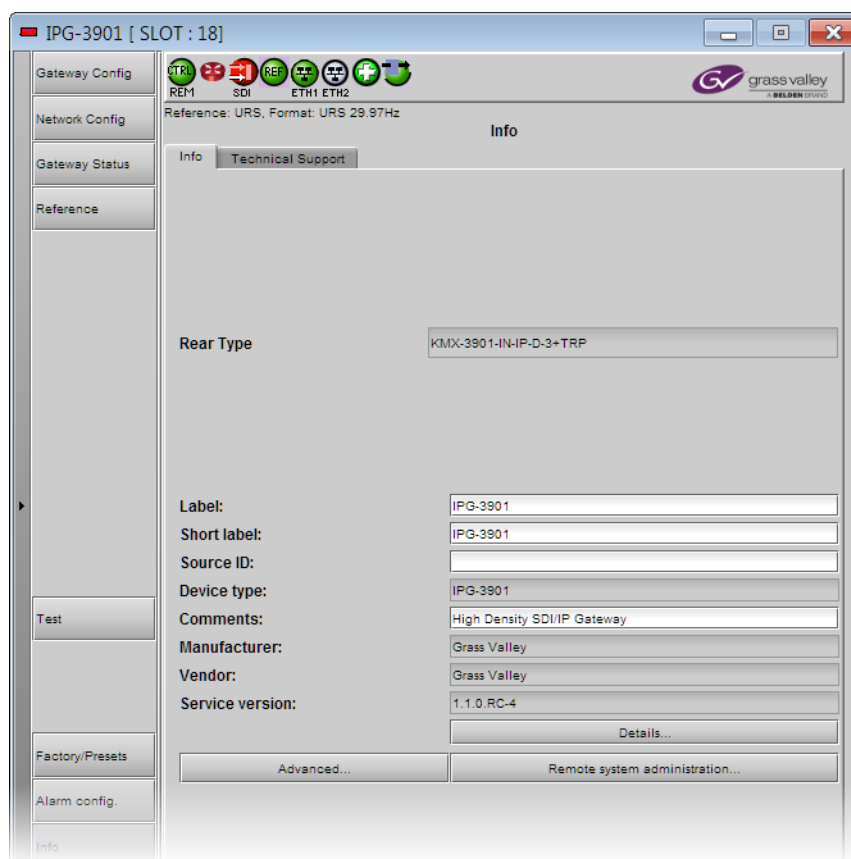 IPG-3901 [ SLOT : 18]
Gateway Config
Network Config
Gateway Status
Reference
Test
Factory/Presets
Alarm config.
Info
CTRL REF
REM SDI ETH1 ETH2
GV grass valley
A BELDEN BRAND
Reference: URS, Format: URS 29.97Hz
Info
Info Technical Support
Rear Type KMX-3901-IN-IP-D-3+TRP
Label: IPG-3901
Short label: IPG-3901
Source ID:
Device type: IPG-3901
Comments: High Density SDI/IP Gateway
Manufacturer: Grass Valley
Vendor: Grass Valley
Service version: 1.1.0.RC-4
Details...
Advanced... Remote system administration...